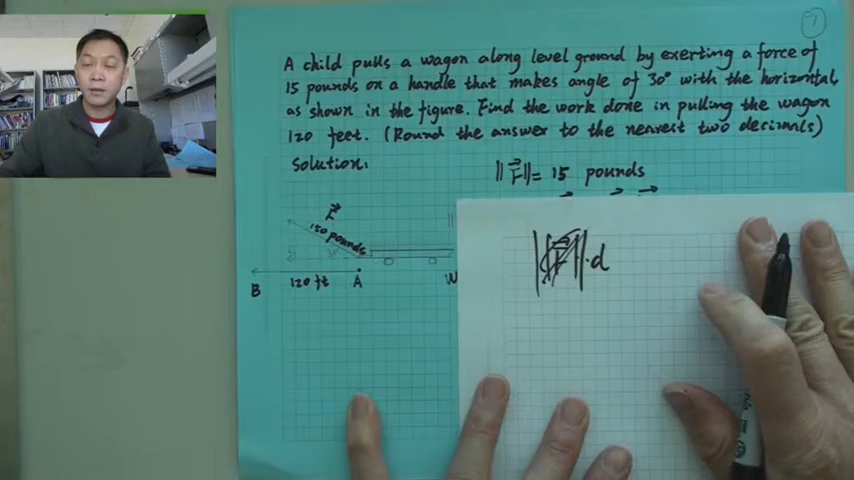 7
A child pulls a wagon along level ground by exerting a force of
15 pounds on a handle that makes angle of 30° with the horizontal,
as shown in the figure. Find the work done in pulling the wagon
120 feet. (Round the answer to the nearest two decimals)
Solution:
||F|| = 15 pounds
F
150 pounds
B 120 ft A
W
· d